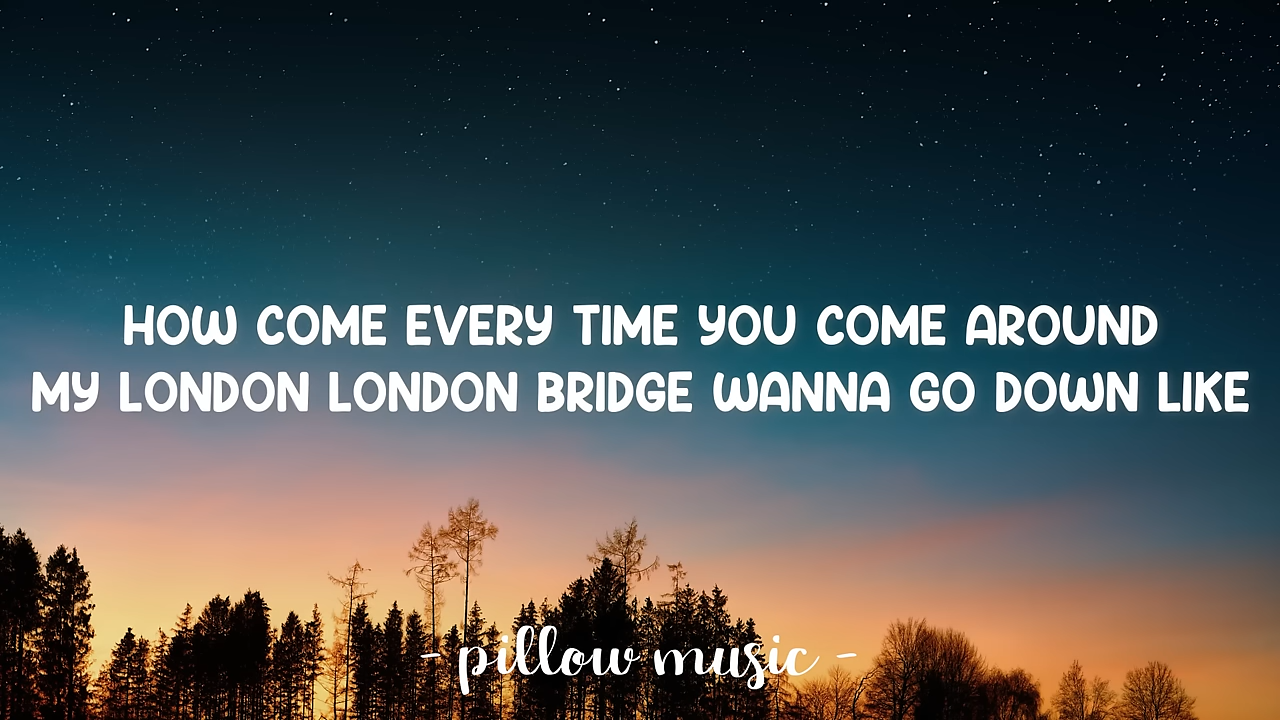 HOW COME EVERY TIME YOU COME AROUND
MY LONDON LONDON BRIDGE WANNA GO DOWN LIKE
- pillow music -